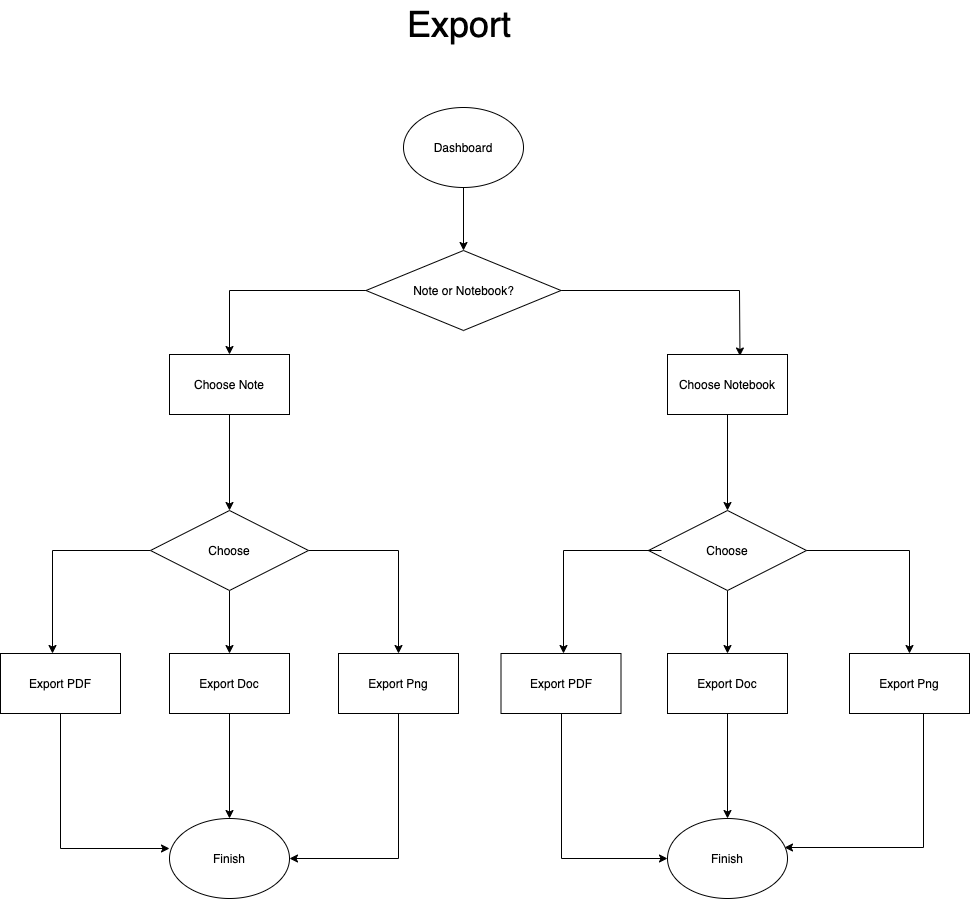 Export
Dashboard
Note or Notebook?
Choose Note
Choose Notebook
Choose
Choose
Export PDF
Export Doc
Export Png
Export PDF
Export Doc
Export Png
Finish
Finish